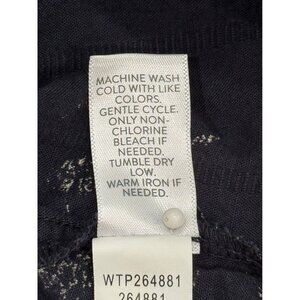 MACHINE WASH
COLD WITH LIKE
COLORS.
GENTLE CYCLE.
ONLY NON-
CHLORINE
BLEACH IF
NEEDED.
TUMBLE DRY
LOW.
WARM IRON IF
NEEDED.
WTP264881
264881